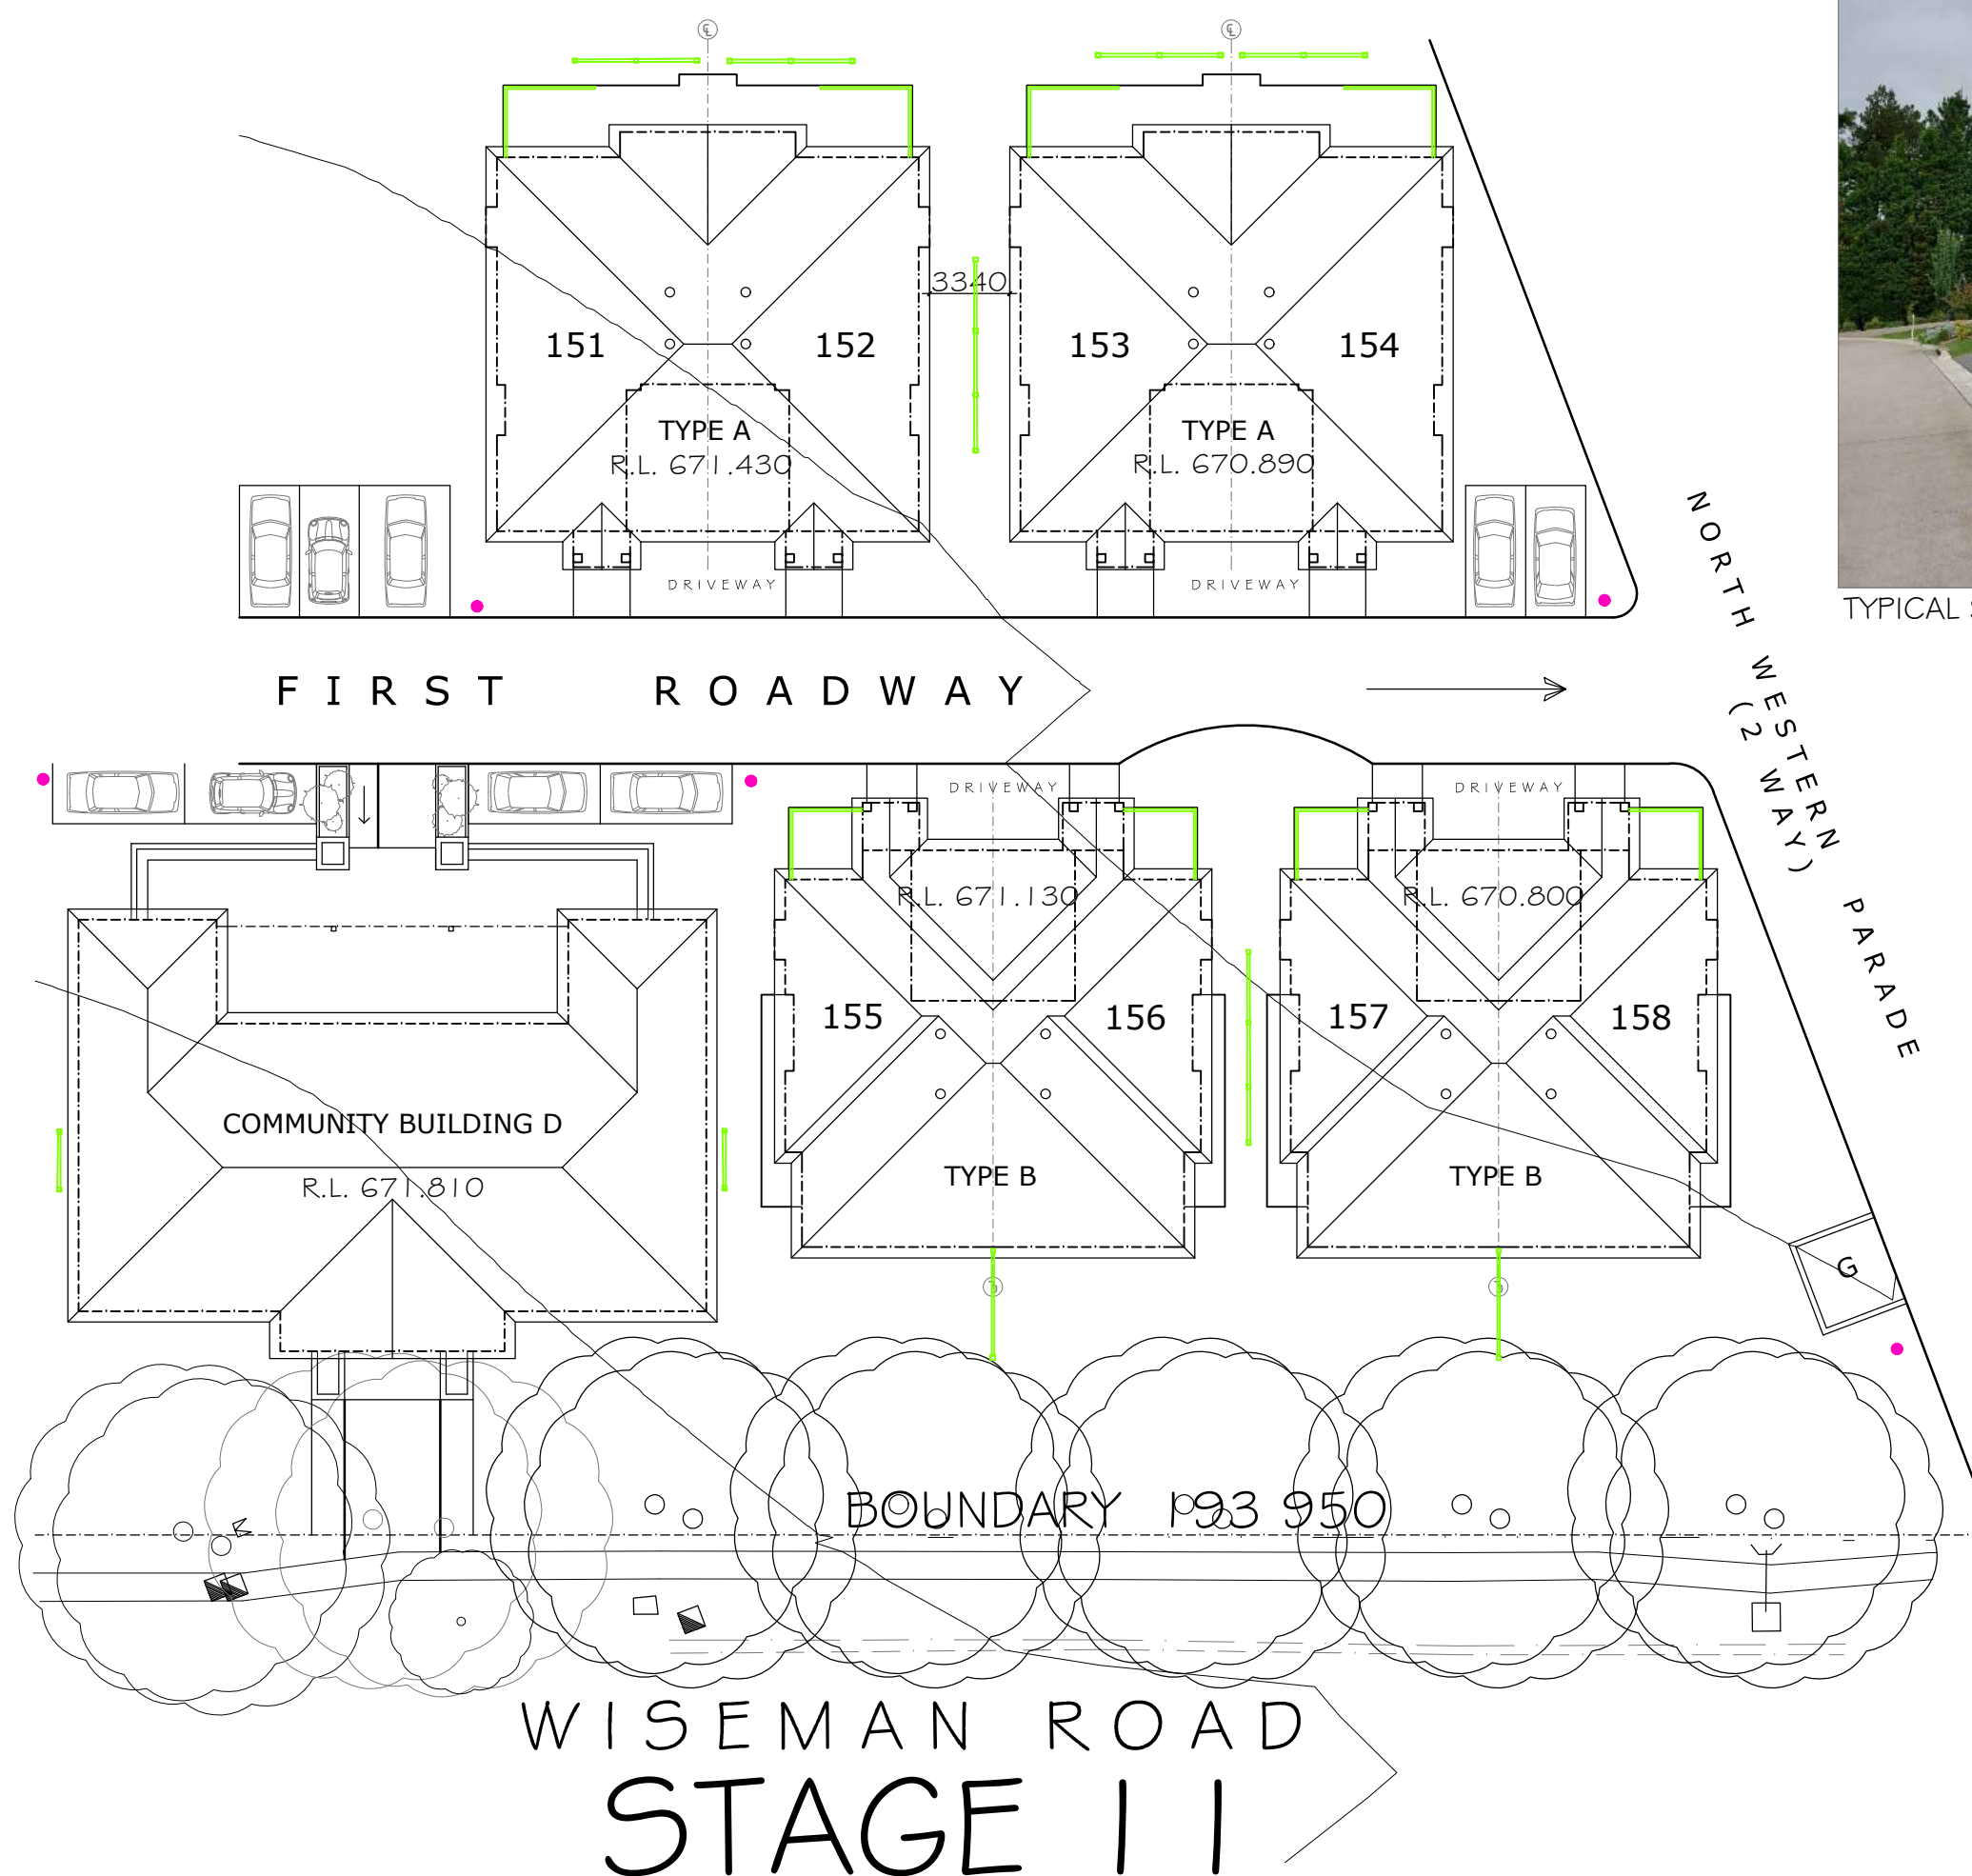 3340
151
152
153
154
TYPE A
R.L. 671.430
TYPE A
R.L. 670.890
DRIVEWAY
DRIVEWAY
TYPICAL
FIRST ROADWAY
NORTH WESTERN PARADE
(2 WAY)
DRIVEWAY
DRIVEWAY
R.L. 671.130
R.L. 670.800
155
156
157
158
COMMUNITY BUILDING D
R.L. 671.810
TYPE B
TYPE B
G
BOUNDARY 193 950
WISEMAN ROAD
STAGE 11